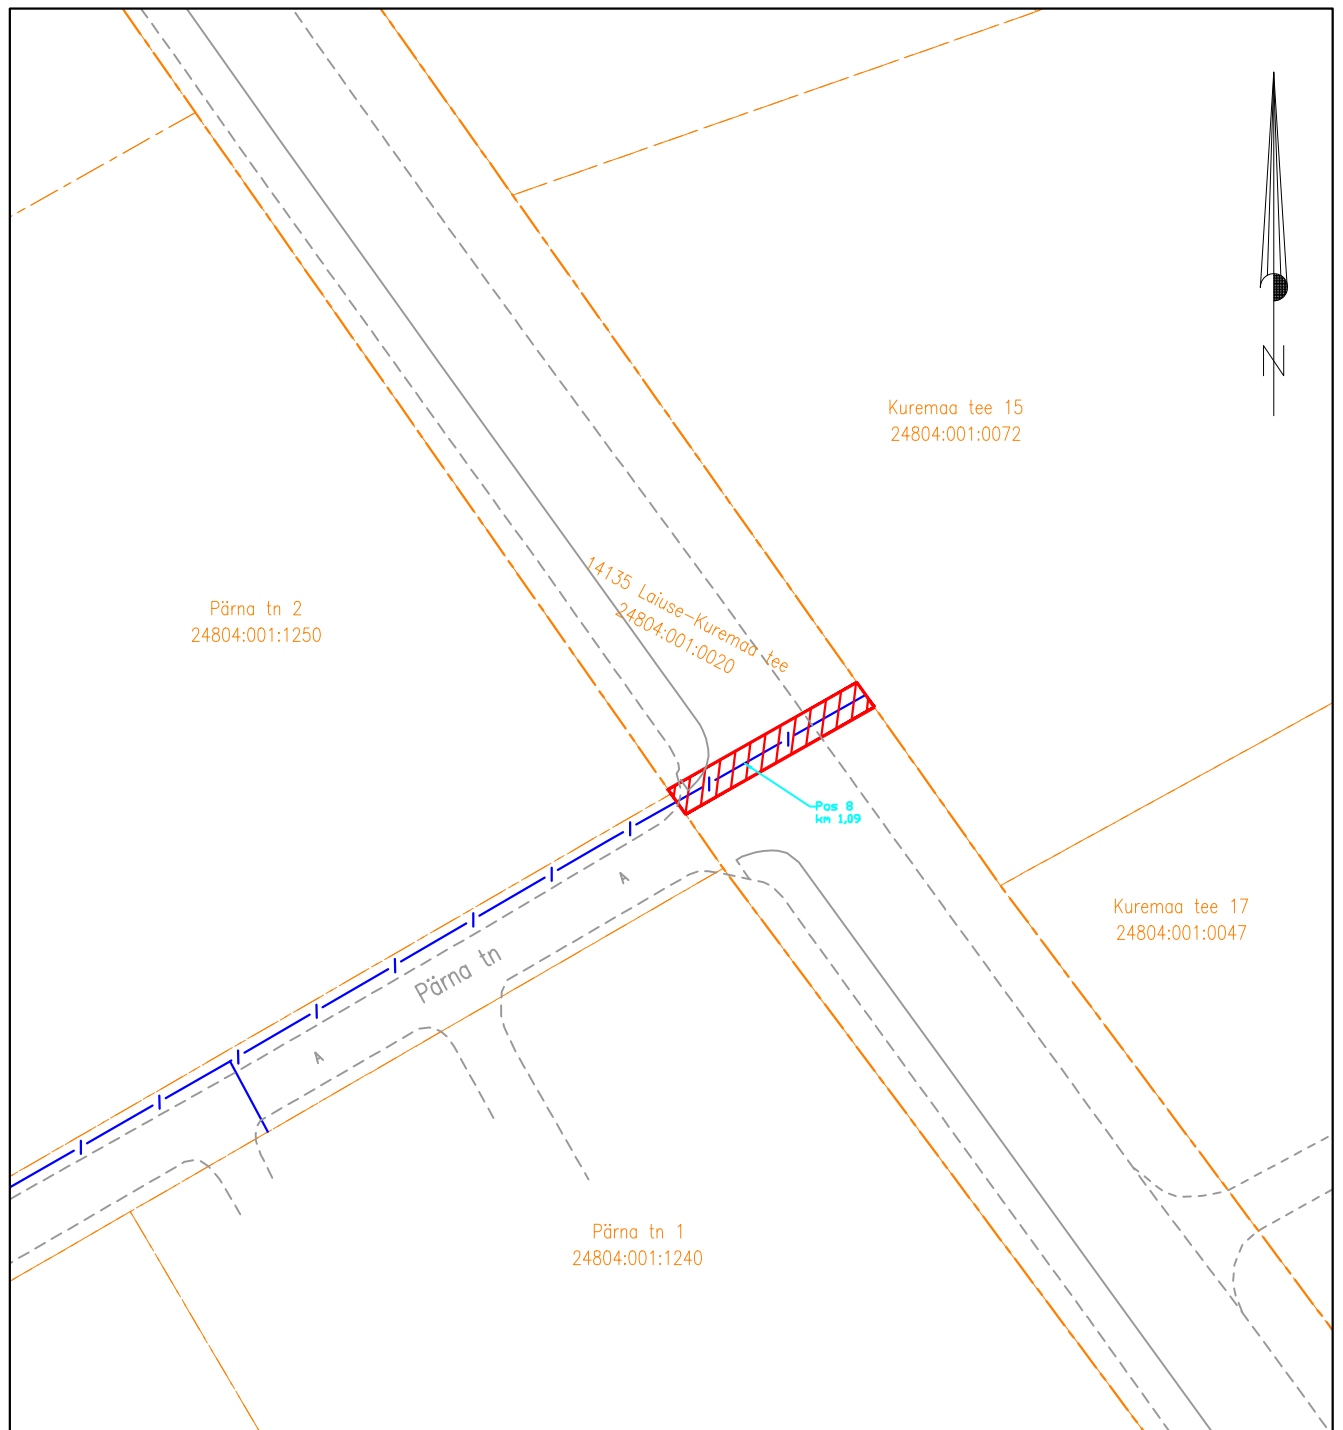 N
Kuremaa tee 15
24804:001:0072
14135 Laiuse-Kuremaa tee
24804:001:0020
Pärna tn 2
24804:001:1250
Pos 8
km 1,09
A
Kuremaa tee 17
24804:001:0047
Pärna tn
A
Pärna tn 1
24804:001:1240